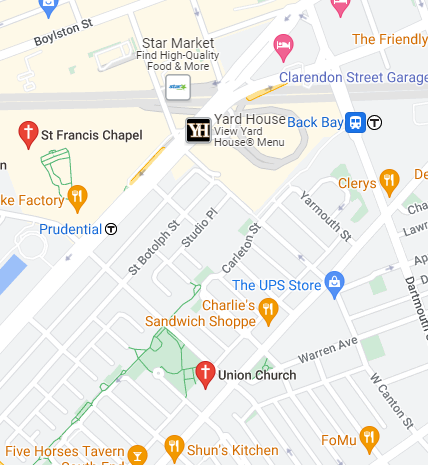 Boylston St
The Friendly
Star Market
Find High-Quality
Food & More
star
Clarendon Street Garage
St Francis Chapel
YH
Yard House
View Yard
House® Menu
Back Bay
T
Clerys
ke Factory
Prudential
T
St Botolph St
Studio Pl
Carleton St
Yarmouth St
De
Cha
Lawr
Ap
The UPS Store
Dartmouth
Charlie's
Sandwich Shoppe
Warren Ave
Union Church
W Canton St
Five Horses Tavern
South End
Shun's Kitchen
FoMu